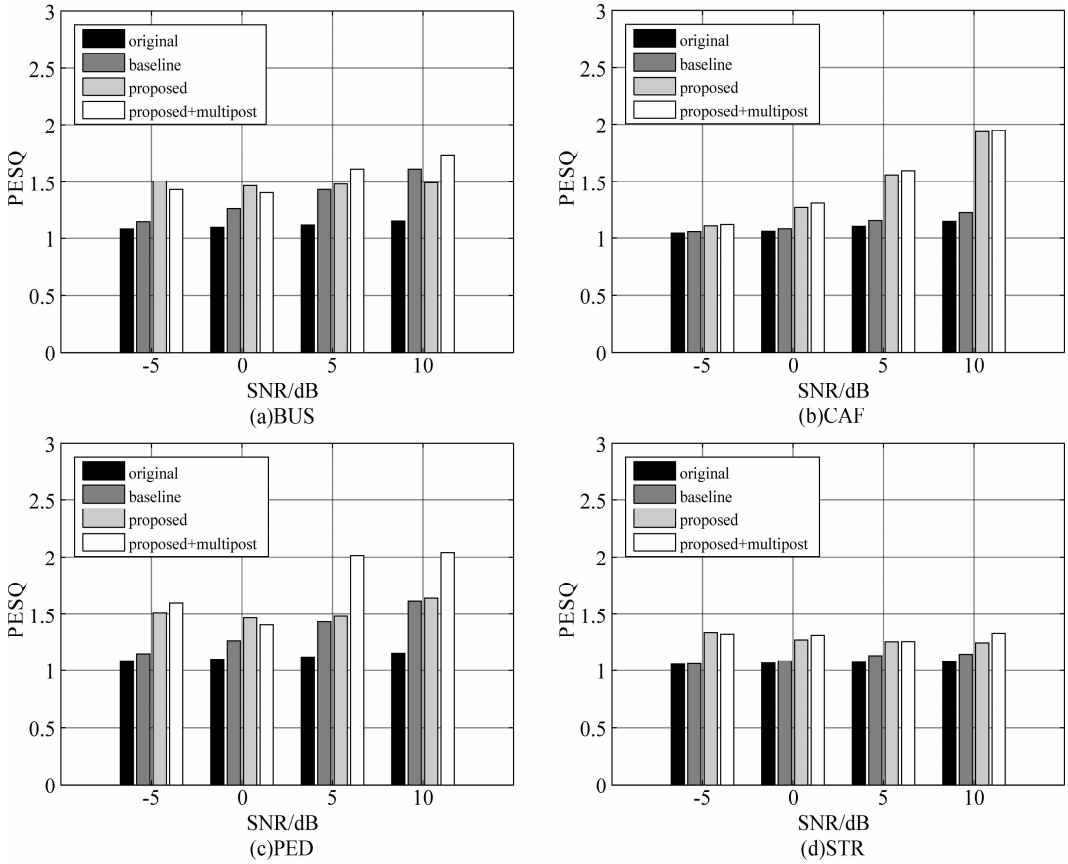 3
2.5
2
1.5
1
0.5
0
PESQ
original
baseline
proposed
proposed+multipost
-5 0 5 10
SNR/dB
(a)BUS
3
2.5
2
1.5
1
0.5
0
PESQ
original
baseline
proposed
proposed+multipost
-5 0 5 10
SNR/dB
(b)CAF
3
2.5
2
1.5
1
0.5
0
PESQ
original
baseline
proposed
proposed+multipost
-5 0 5 10
SNR/dB
(c)PED
3
2.5
2
1.5
1
0.5
0
PESQ
original
baseline
proposed
proposed+multipost
-5 0 5 10
SNR/dB
(d)STR